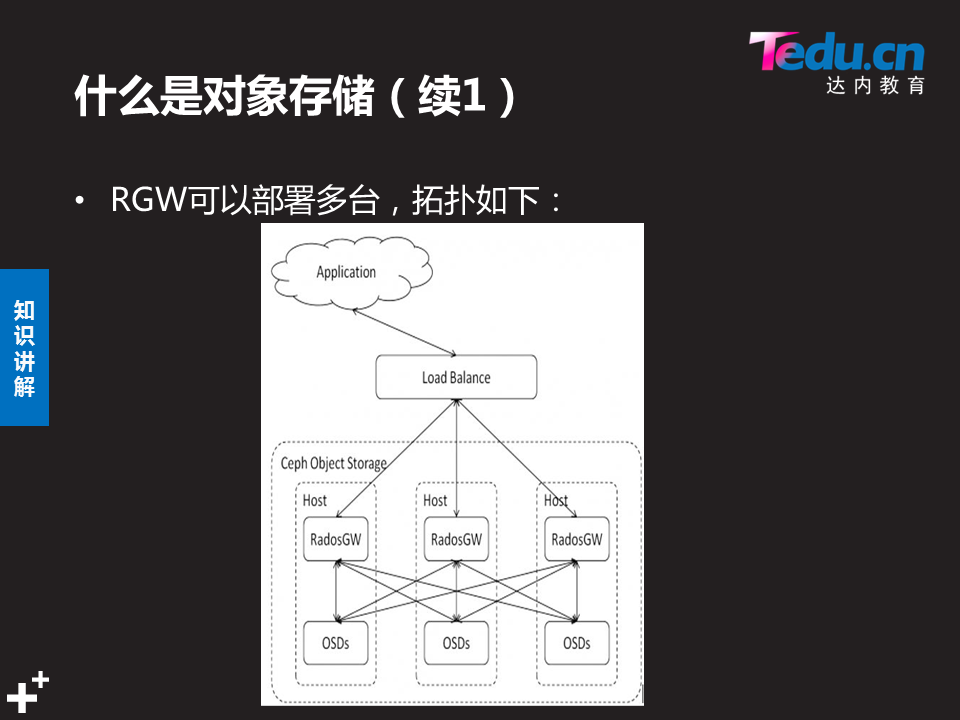 Tedu.cn
达内教育
什么是对象存储（续1）
• RGW可以部署多台，拓扑如下：
知识讲解
Application
Load Balance
Ceph Object Storage
Host
Host
Host
RadosGW
RadosGW
RadosGW
OSDs
OSDs
OSDs